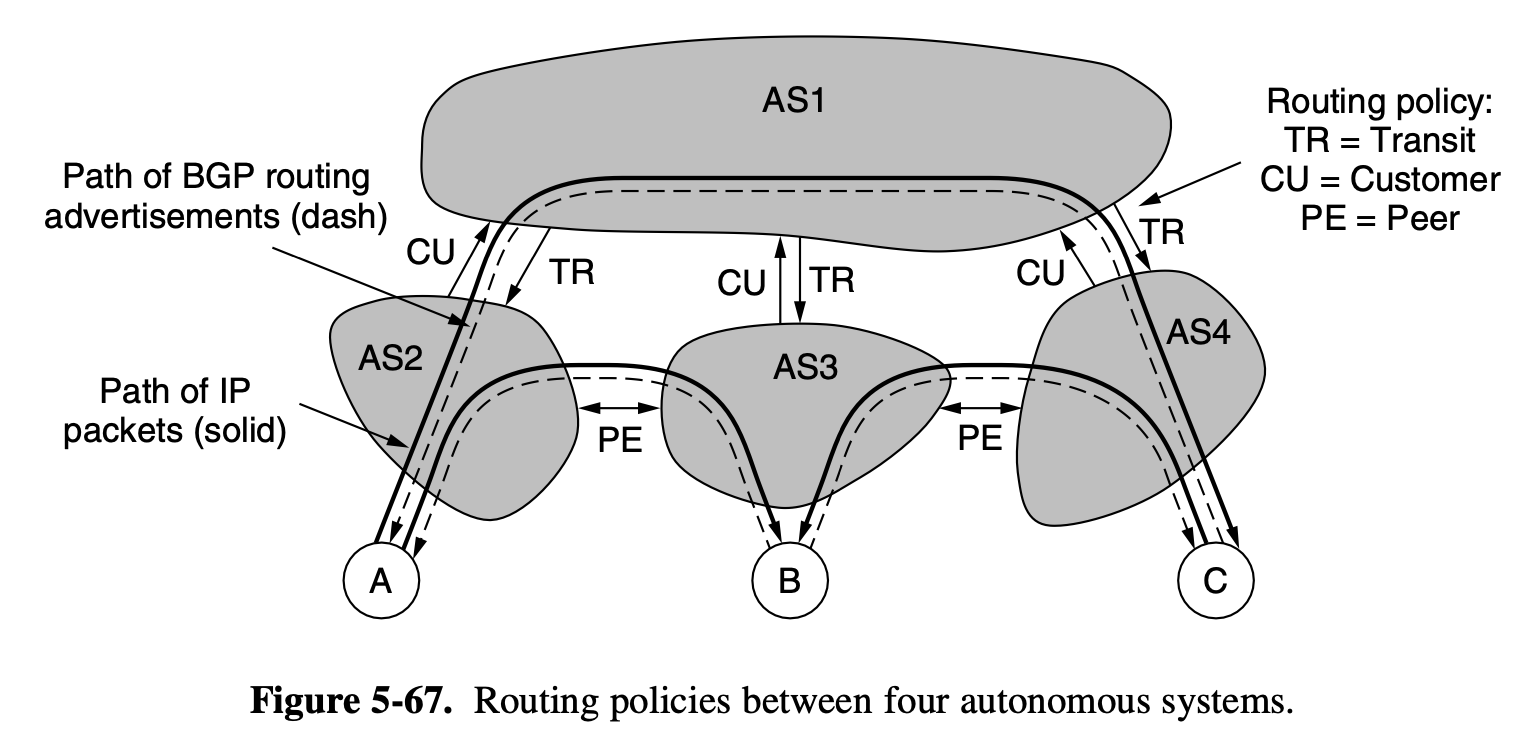 AS1
Routing policy:
TR = Transit
CU = Customer
PE = Peer
Path of BGP routing
advertisements (dash)
CU
TR
CU
TR
CU
TR
AS2
AS3
AS4
Path of IP
packets (solid)
PE
PE
A
B
C
Figure 5-67. Routing policies between four autonomous systems.